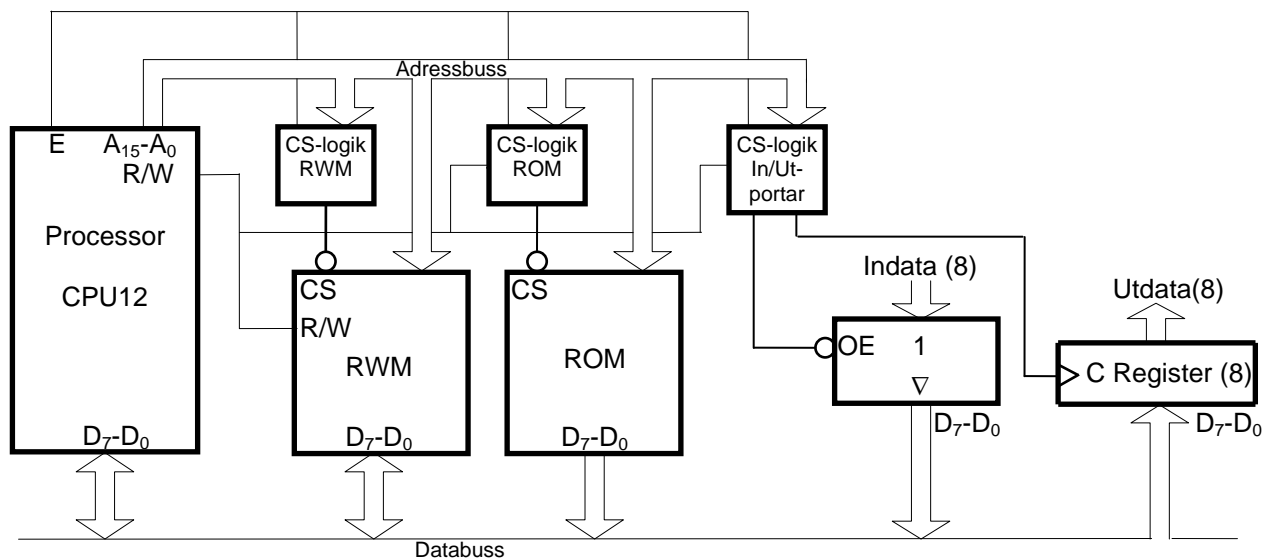 Adressbuss
E A15-A0
R/W
Processor
CPU12
D7-D0
CS-logik
RWM
CS-logik
ROM
CS-logik
In/Ut-
portar
CS
R/W
RWM
D7-D0
CS
ROM
D7-D0
Indata (8)
OE 1
∇
D7-D0
Utdata(8)
C Register (8)
D7-D0
Databuss